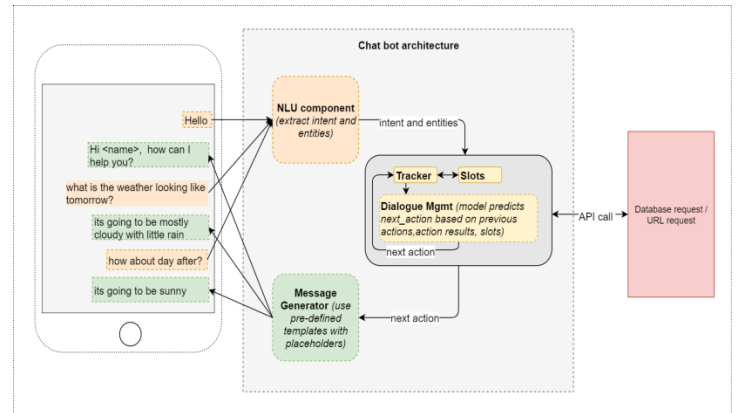 Chat bot architecture
Hello
Hi <name>, how can I
help you?
what is the weather looking like
tomorrow?
its going to be mostly
cloudy with little rain
how about day after?
its going to be sunny
NLU component
(extract intent and
entities)
intent and entities
Tracker
Slots
Dialogue Mgmt (model predicts
next_action based on previous
actions,action results, slots)
next action
API call
Database request /
URL request
Message
Generator (use
pre-defined
templates with
placeholders)
next action